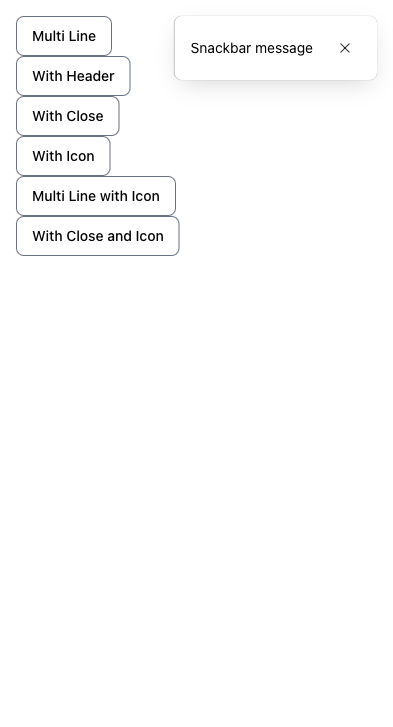 Multi Line
Snackbar message
With Header
With Close
With Icon
Multi Line with Icon
With Close and Icon